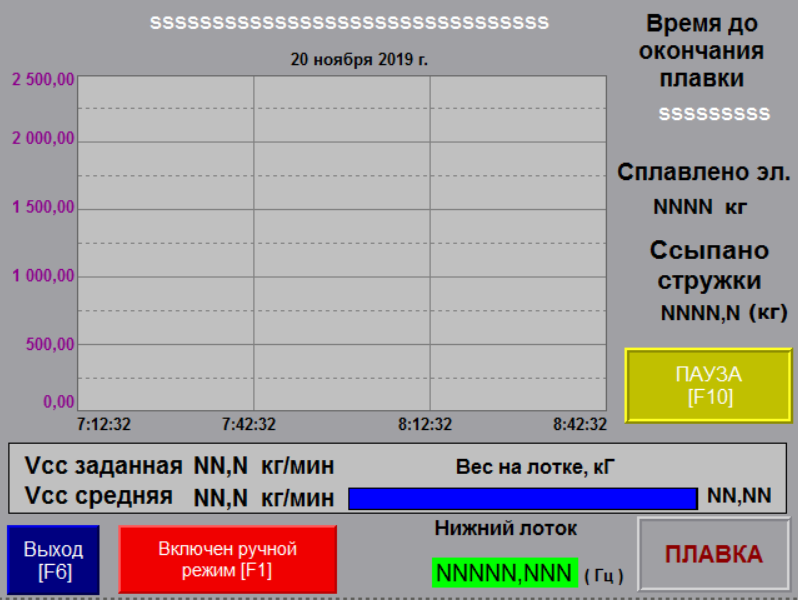 SSSSSSSSSSSSSSSSSSSSSSSSSSSSSS
Время до
окончания
плавки
SSSSSSSSS
20 ноября 2019 г.
2 500,00
2 000,00
1 500,00
1 000,00
500,00
0,00
7:12:32 7:42:32 8:12:32 8:42:32
Сплавлено эл.
NNNN кг
Ссыпано
стружки
NNNN,N (кг)
ПАУЗА
[F10]
Vcc заданная NN,N кг/мин
Vcc средняя NN,N кг/мин
Вес на лотке, кГ
NN,NN
Выход
[F6]
Включен ручной
режим [F1]
Нижний лоток
NNNNN,NNN (Гц)
ПЛАВКА